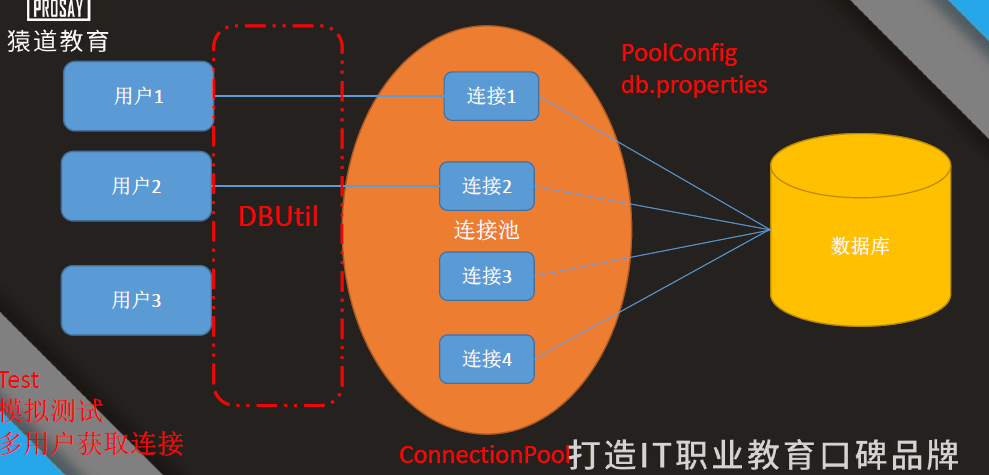 PROSAY
猿道教育
PoolConfig
db.properties
用户1
连接1
用户2
连接2
DBUtil
连接池
数据库
用户3
连接3
连接4
Test
模拟测试
多用户获取连接
ConnectionPool
打造IT职业教育口碑品牌